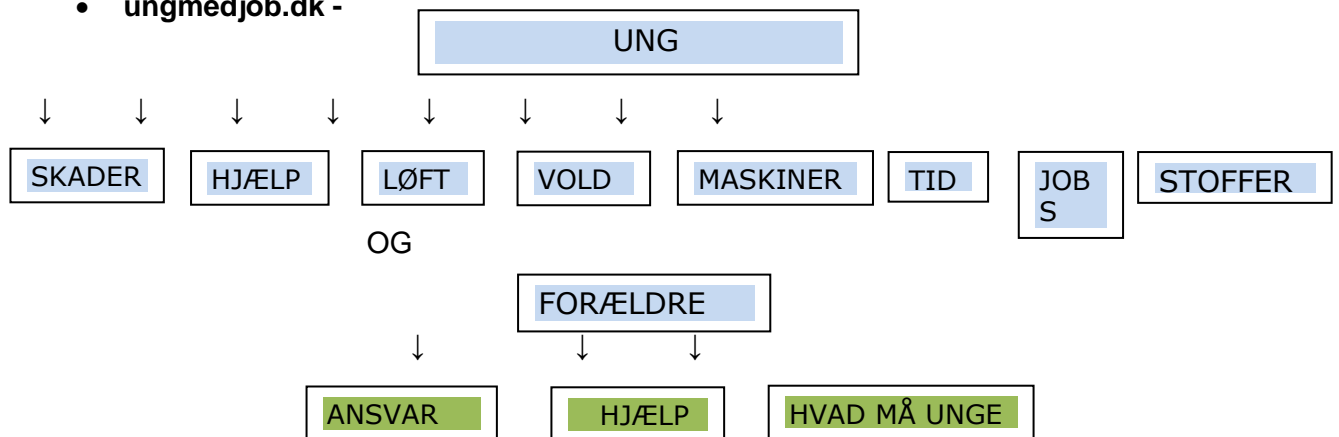 • ungmedjob.dk -
UNG
↓ ↓ ↓ ↓ ↓ ↓ ↓ ↓
SKADER HJÆLP LØFT VOLD MASKINER TID JOB STOFFER
S
OG
FORÆLDRE
↓ ↓ ↓
ANSVAR HJÆLP HVAD MÅ UNGE